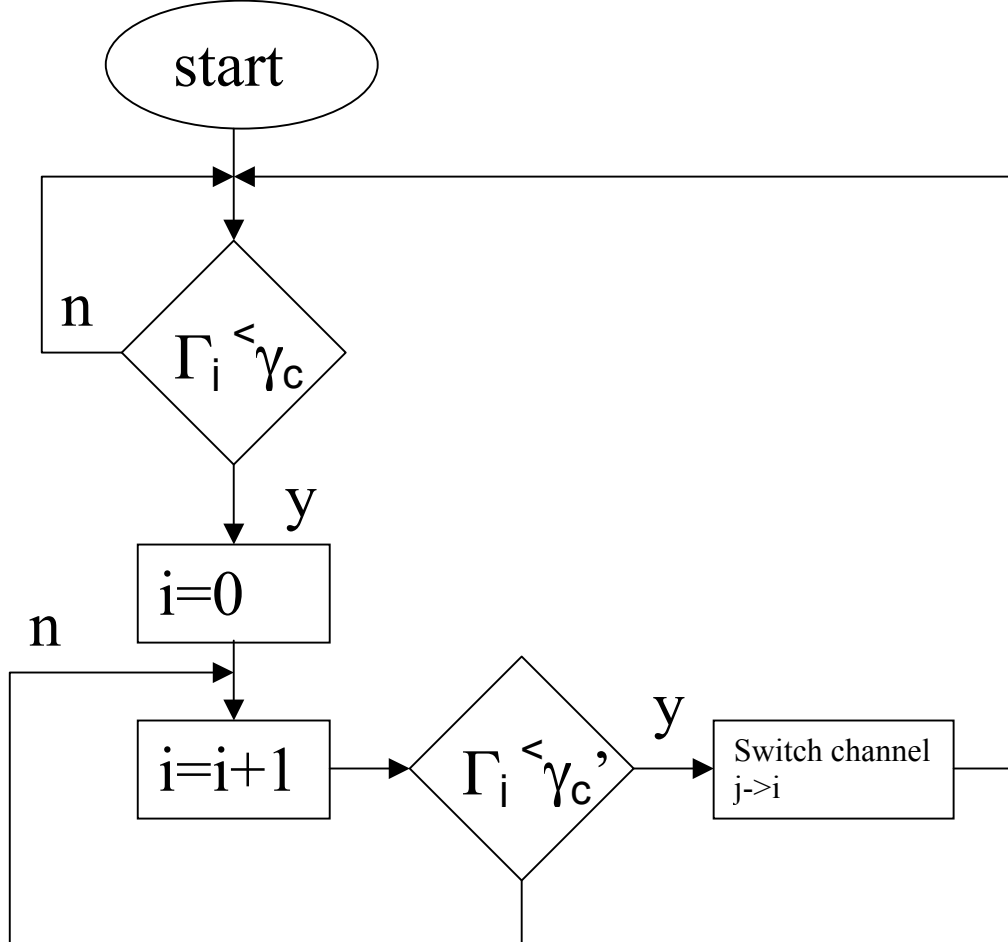 start
n
Γi < γc
y
i=0
n
i=i+1
Γi < γc’
y
Switch channel
j->i